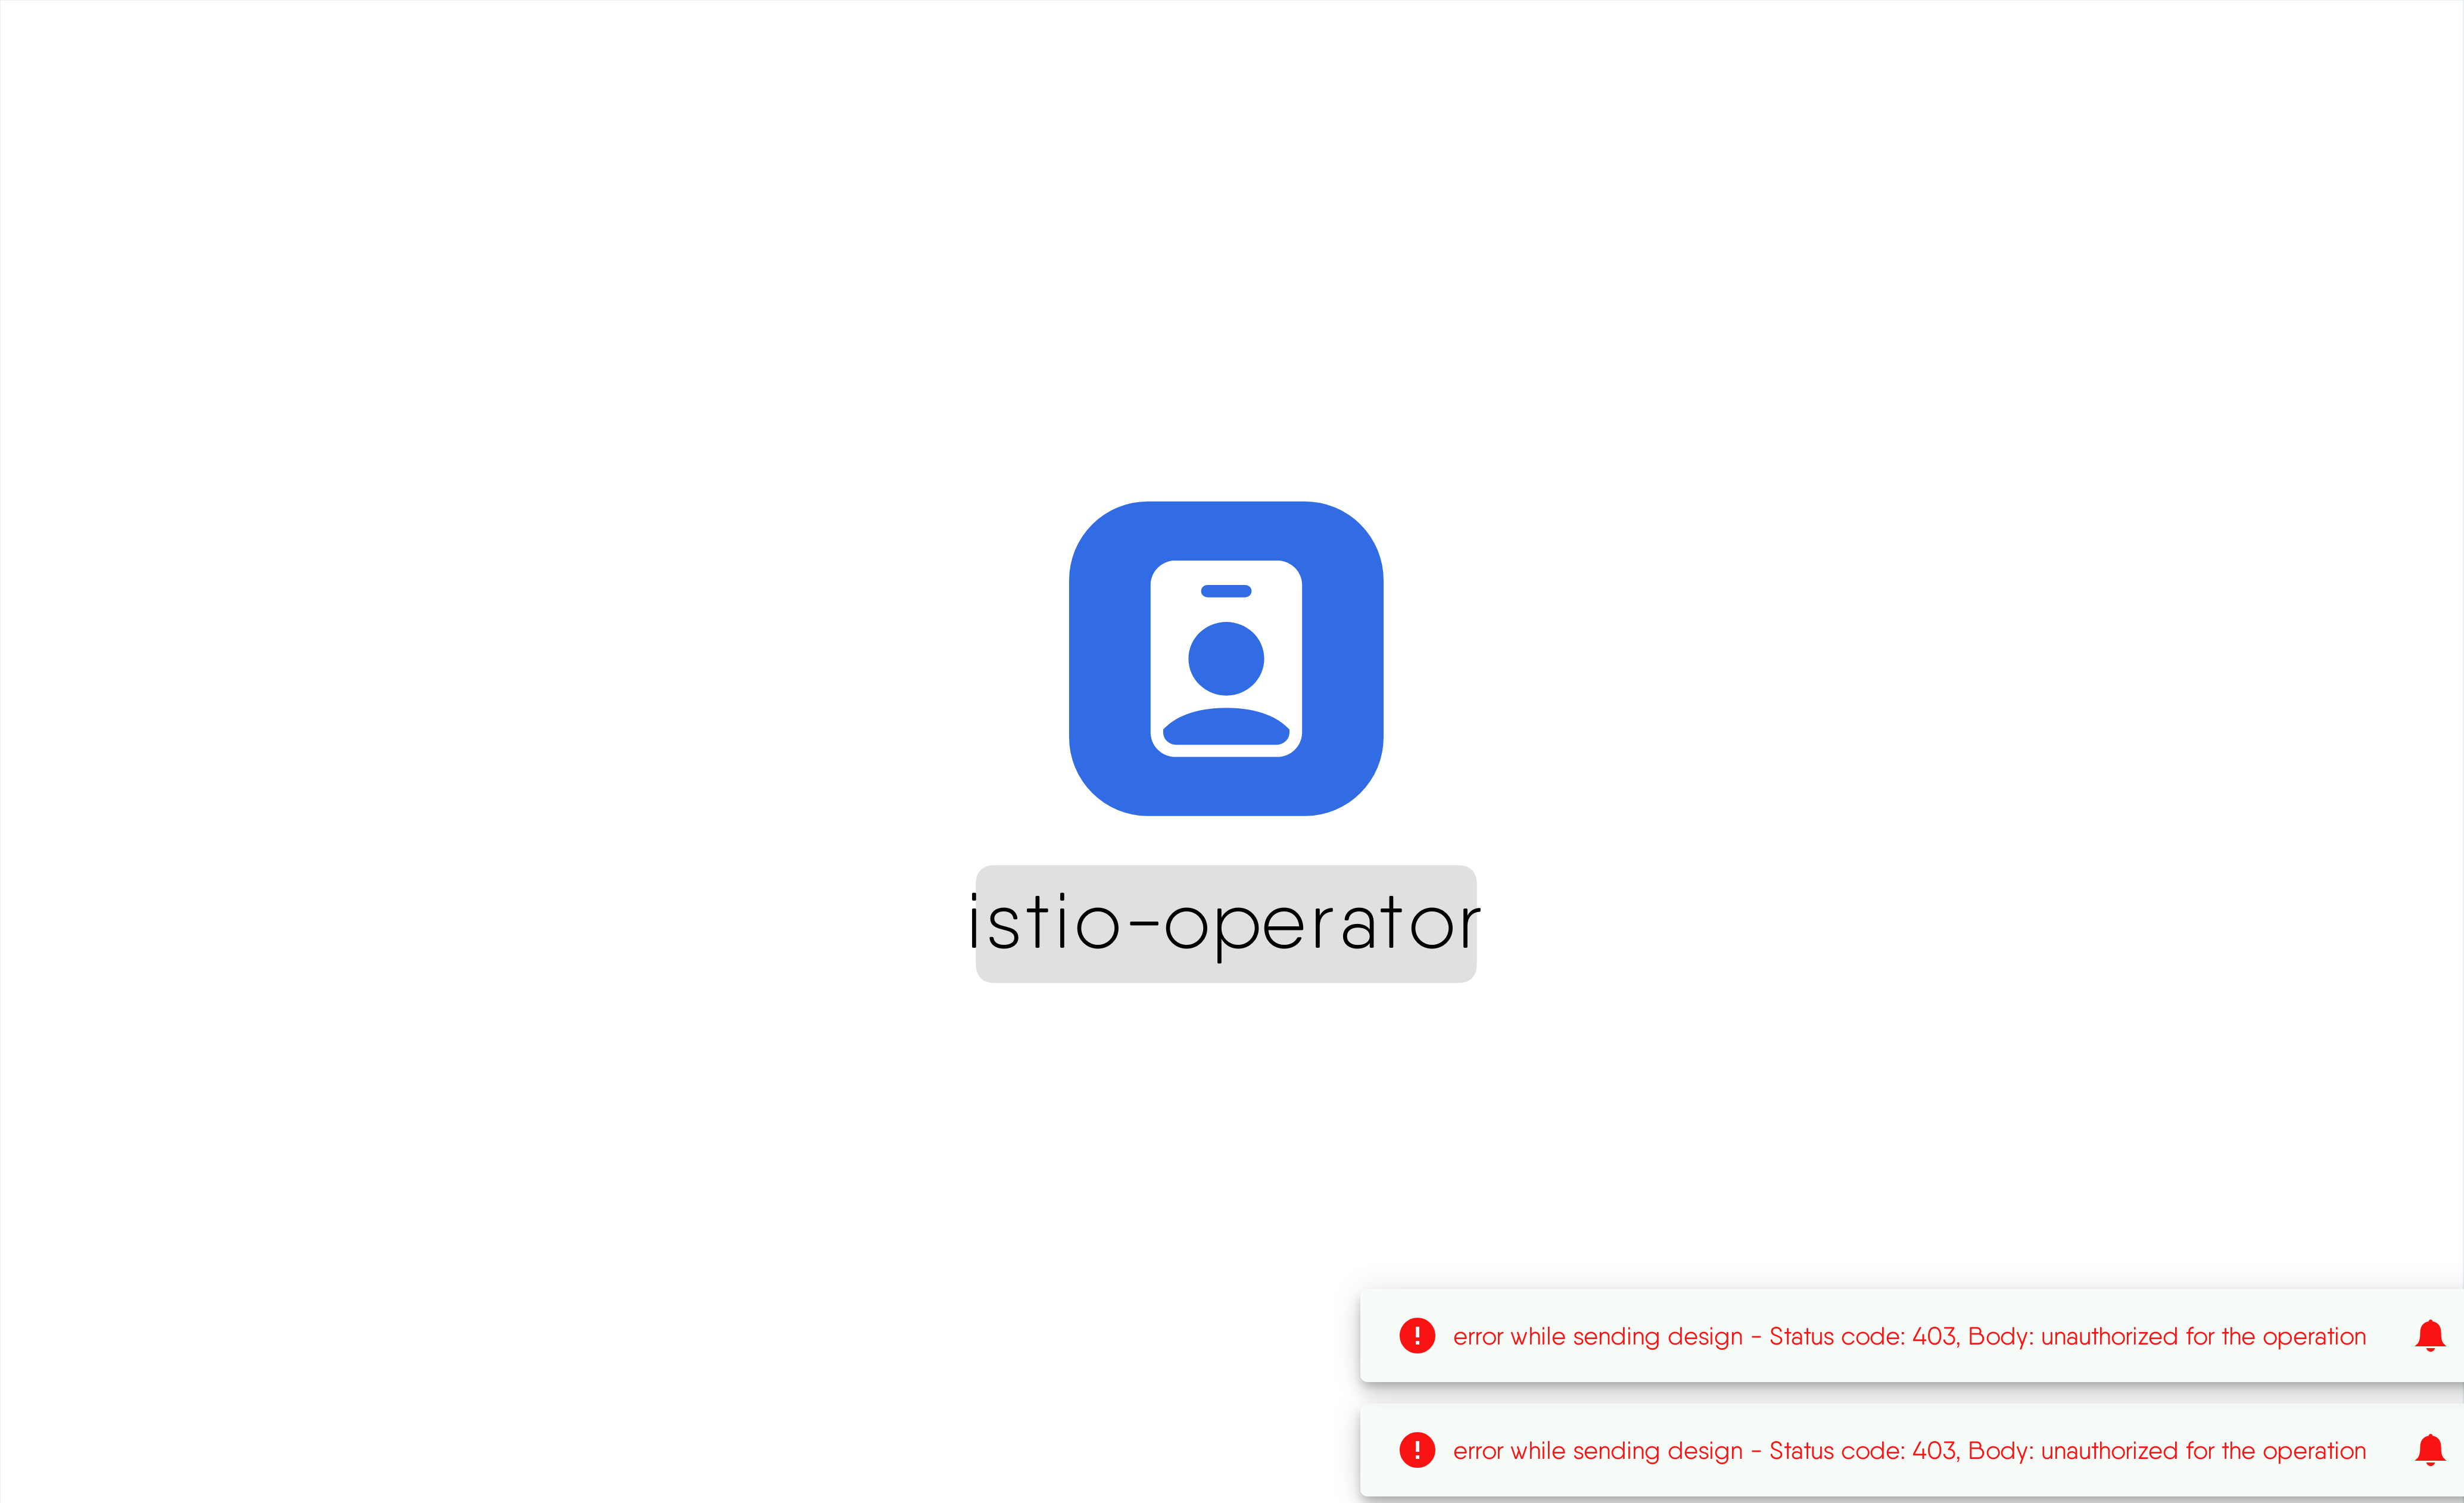 istio-operator
error while sending design - Status code: 403, Body: unauthorized for the operation
error while sending design - Status code: 403, Body: unauthorized for the operation